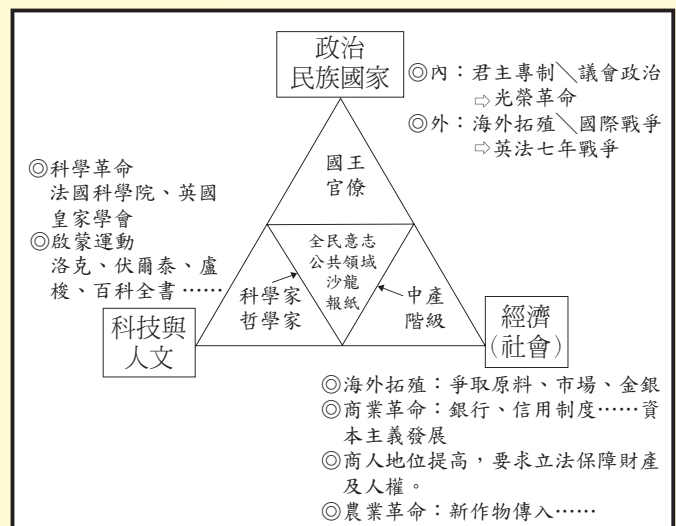 政治
民族國家
◎內：君主專制╲議會政治
⇨光榮革命
◎外：海外拓殖╲國際戰爭
⇨英法七年戰爭
國王
官僚
◎科學革命
法國科學院、英國
皇家學會
◎啟蒙運動
洛克、伏爾泰、盧
梭、百科全書……
全民意志
公共領域
沙龍
報紙
科學家
哲學家
中產
階級
科技與
人文
經濟
(社會)
◎海外拓殖：爭取原料、市場、金銀
◎商業革命：銀行、信用制度……資
本主義發展
◎商人地位提高，要求立法保障財產
及人權。
◎農業革命：新作物傳入……